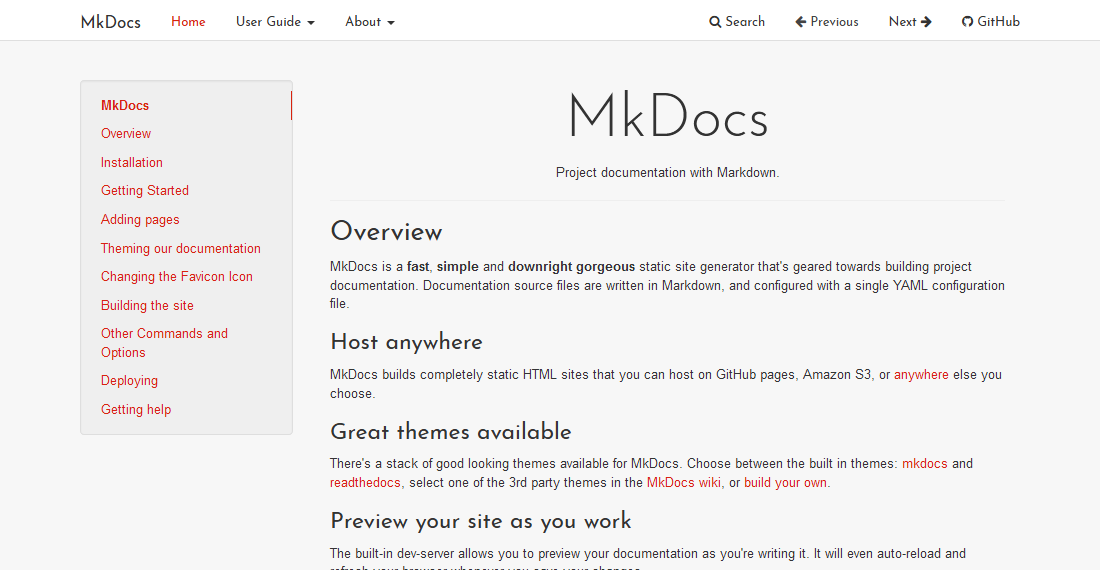 MkDocs Home User Guide About Search Previous Next GitHub
MkDocs
Overview
Installation
Getting Started
Adding pages
Theming our documentation
Changing the Favicon Icon
Building the site
Other Commands and
Options
Deploying
Getting help
MkDocs
Project documentation with Markdown.
Overview
MkDocs is a fast, simple and downright gorgeous static site generator that's geared towards building project
documentation. Documentation source files are written in Markdown, and configured with a single YAML configuration
file.
Host anywhere
MkDocs builds completely static HTML sites that you can host on GitHub pages, Amazon S3, or anywhere else you
choose.
Great themes available
There's a stack of good looking themes available for MkDocs. Choose between the built in themes: mkdocs and
readthedocs, select one of the 3rd party themes in the MkDocs wiki, or build your own.
Preview your site as you work
The built-in dev-server allows you to preview your documentation as you're writing it. It will even auto-reload and
refresh your browser whenever you save your changes.